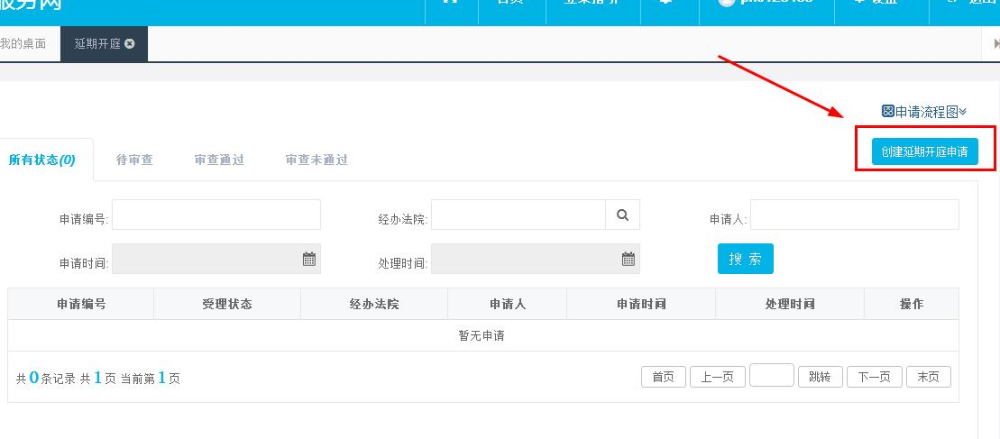 服务网
首页
我的桌面
延期开庭
申请流程图
所有状态(0)
待审查
审查通过
审查未通过
创建延期开庭申请
申请编号:
经办法院:
申请人:
申请时间:
处理时间:
搜 索
申请编号 受理状态 经办法院 申请人 申请时间 处理时间 操作
暂无申请
共0条记录 共1页 当前第1页
首页 上一页 跳转 下一页 末页